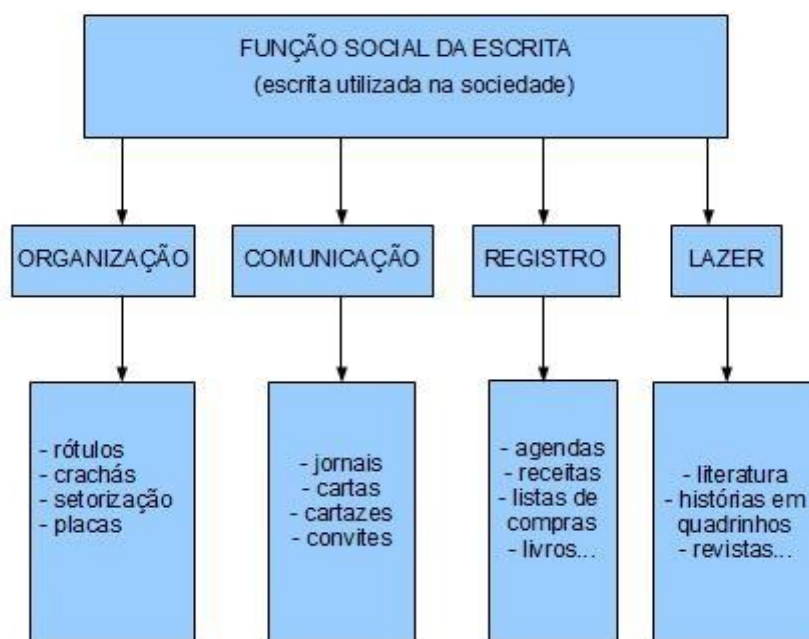 FUNÇÃO SOCIAL DA ESCRITA
(escrita utilizada na sociedade)
ORGANIZAÇÃO
COMUNICAÇÃO
REGISTRO
LAZER
- rótulos
- crachás
- setorização
- placas
- jornais
- cartas
- cartazes
- convites
- agendas
- receitas
- listas de
compras
- livros...
- literatura
- histórias em
quadrinhos
- revistas...